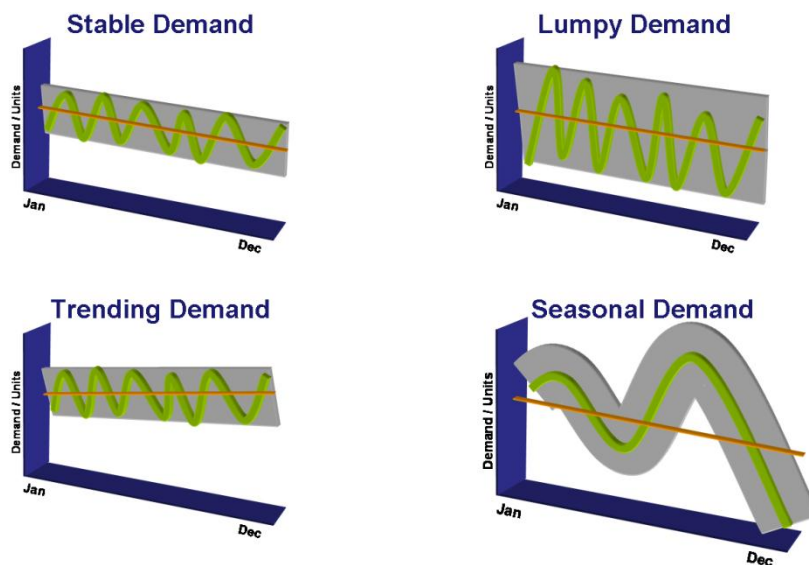 Stable Demand
Demand / Units
Jan
Dec
Lumpy Demand
Demand / Units
Jan
Dec
Trending Demand
Demand / Units
Jan
Dec
Seasonal Demand
Demand / Units
Jan
Dec